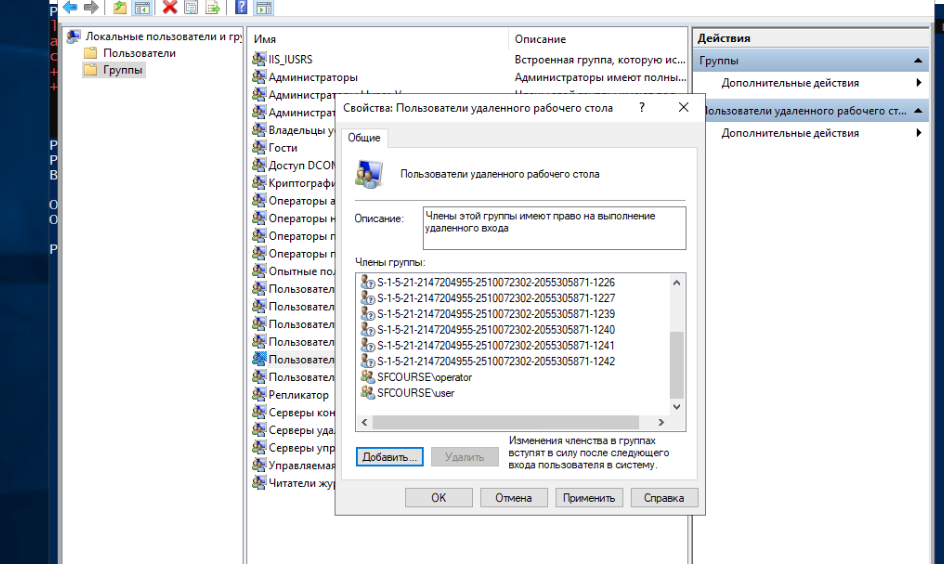 Локальные пользователи и гру
Пользователи
Группы
Имя
Описание
IIS_IUSRS
Встроенная группа, которую ис...
Администраторы
Администраторы имеют полны...
Владельцы
Гости
Доступ DCOM
Криптографи
Операторы а
Операторы
Операторы п
Операторы п
Опытные пол
Пользовател
Пользовател
Пользовател
Пользовател
Пользовател
Пользовател
Репликатор
Серверы кон
Серверы уда
Серверы упр
Управляемая
Читатели жур
Действия
Группы
Дополнительные действия
Пользователи удаленного рабочего ст...
Дополнительные действия
Свойства: Пользователи удаленного рабочего стола
?
Общие
Пользователи удаленного рабочего стола
Описание:
Члены этой группы имеют право на выполнение
удаленного входа
Члены группы:
S-1-5-21-2147204955-2510072302-2055305871-1226
S-1-5-21-2147204955-2510072302-2055305871-1227
S-1-5-21-2147204955-2510072302-2055305871-1239
S-1-5-21-2147204955-2510072302-2055305871-1240
S-1-5-21-2147204955-2510072302-2055305871-1241
S-1-5-21-2147204955-2510072302-2055305871-1242
SFCOURSE\operator
SFCOURSE\user
Добавить...
Удалить
Изменения членства в группах
вступят в силу после следующего
входа пользователя в систему.
ОК
Отмена
Применить
Справка